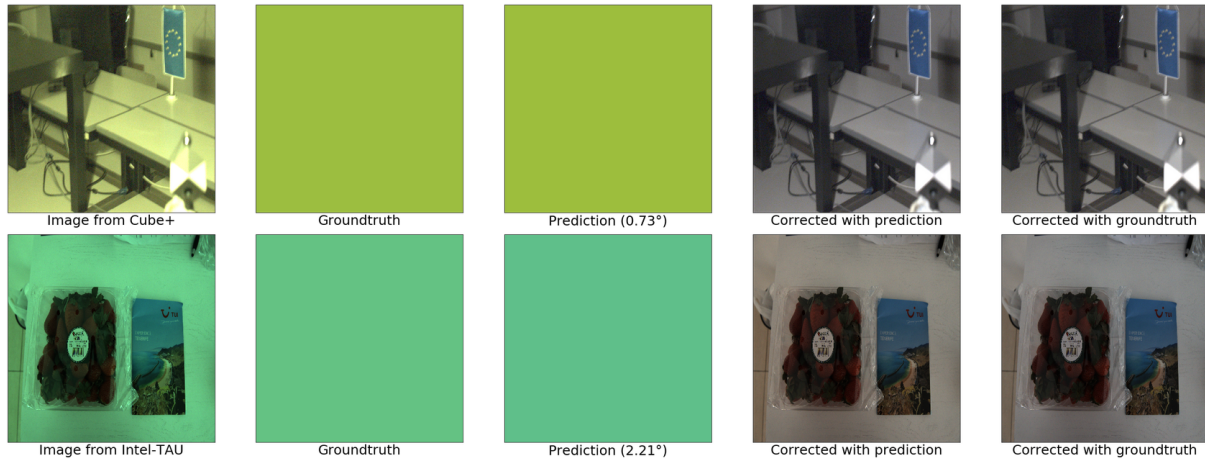 Image from Cube+
Groundtruth
Prediction (0.73°)
Corrected with prediction
Corrected with groundtruth
TUI
Image from Intel-TAU
Groundtruth
Prediction (2.21°)
Corrected with prediction
Corrected with groundtruth